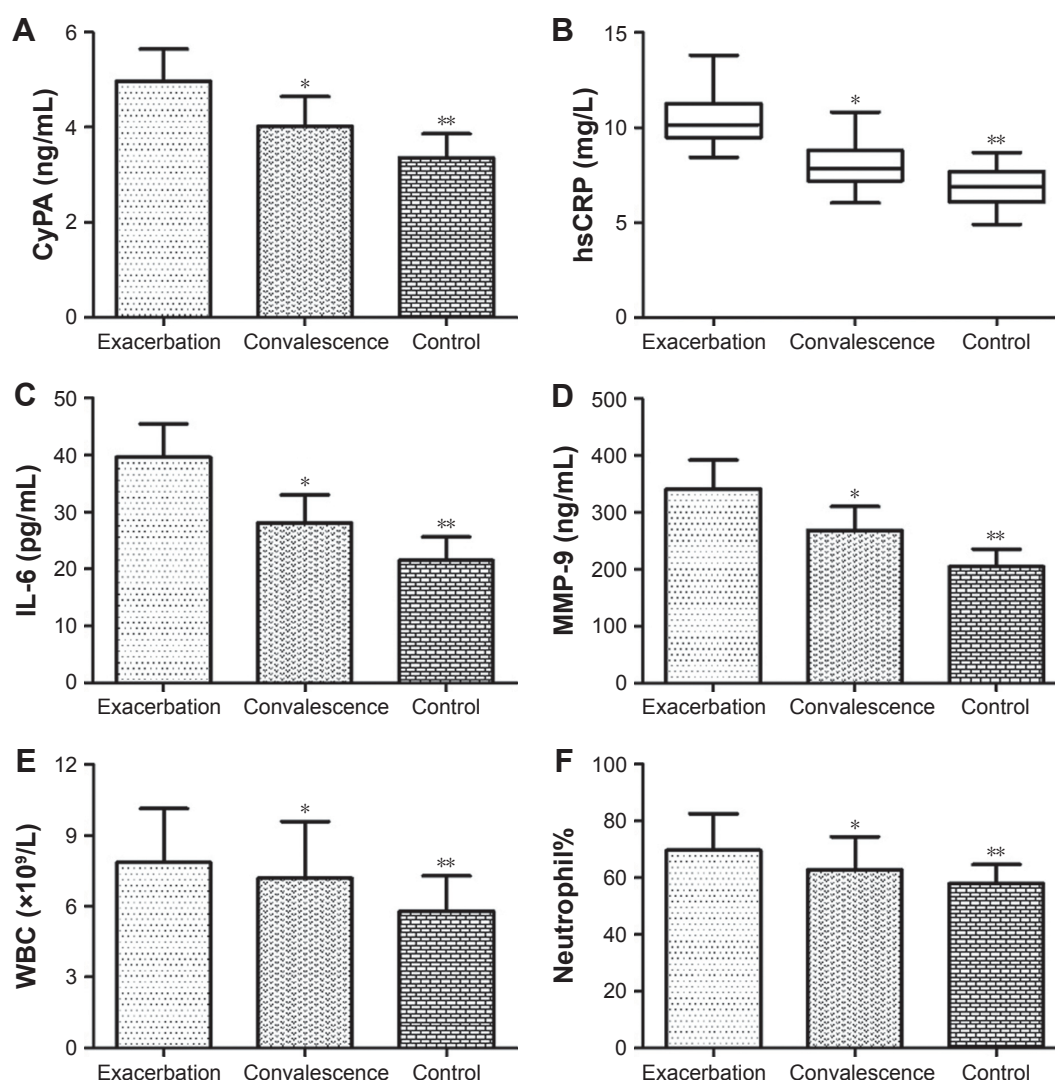 A
CyPA (ng/mL)
6
4
2
0
*
**
Exacerbation Convalescence Control
B
hsCRP (mg/L)
15
10
5
0
*
**
Exacerbation Convalescence Control
C
IL-6 (pg/mL)
50
40
30
20
10
0
*
**
Exacerbation Convalescence Control
D
MMP-9 (ng/mL)
500
400
300
200
100
0
*
**
Exacerbation Convalescence Control
E
WBC (×10⁹/L)
12
9
6
3
0
*
**
Exacerbation Convalescence Control
F
Neutrophil%
100
80
60
40
20
0
*
**
Exacerbation Convalescence Control